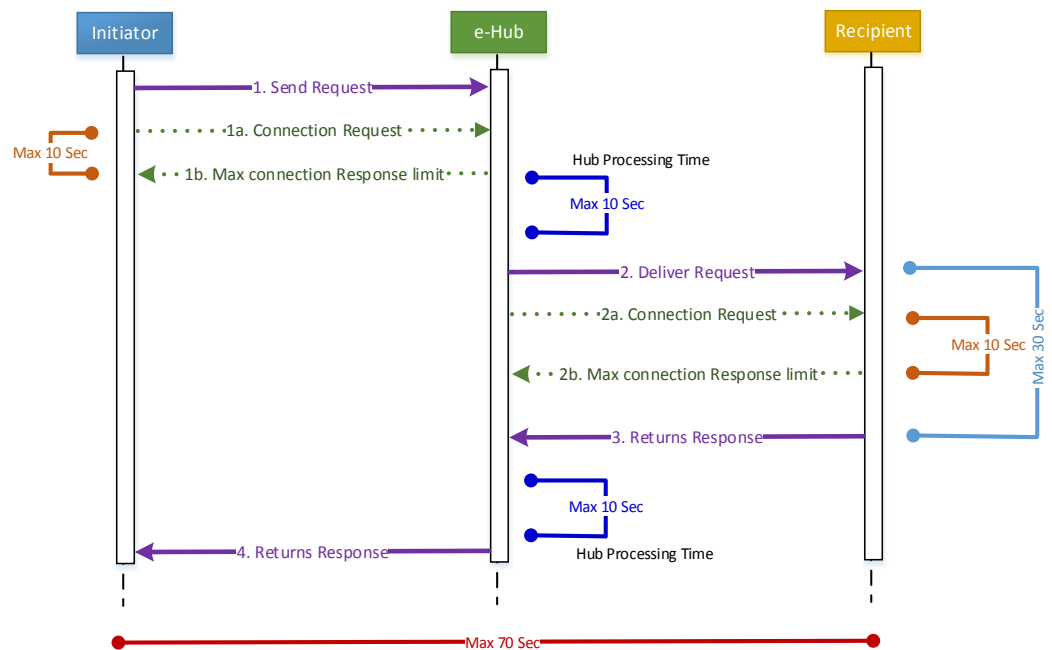 Initiator
e-Hub
Recipient
1. Send Request
1a. Connection Request
Max 10 Sec
Hub Processing Time
1b. Max connection Response limit
Max 10 Sec
2. Deliver Request
2a. Connection Request
Max 30 Sec
Max 10 Sec
2b. Max connection Response limit
3. Returns Response
Max 10 Sec
4. Returns Response
Hub Processing Time
Max 70 Sec